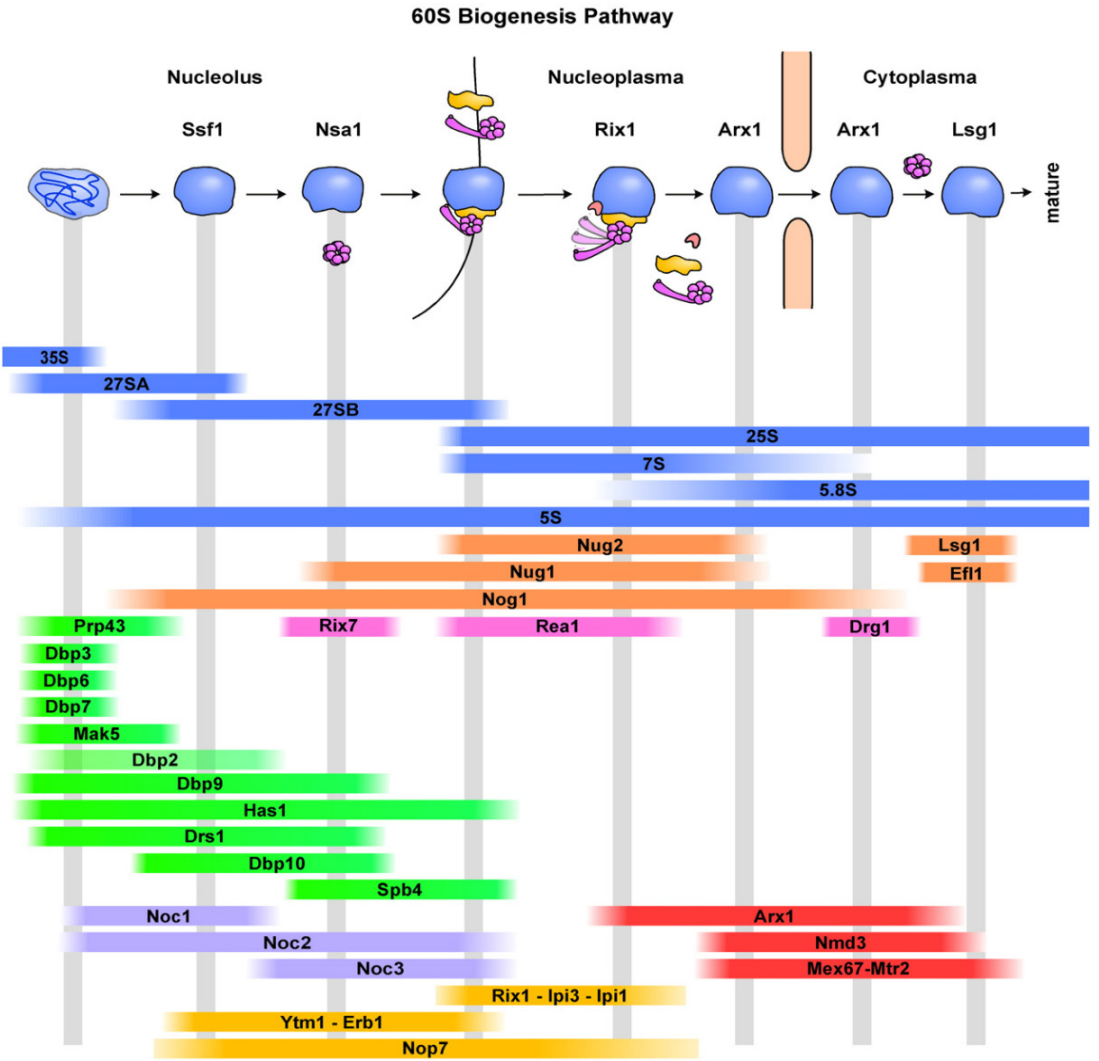 60S Biogenesis Pathway
Nucleolus
Nucleoplasma
Cytoplasma
Ssf1
Nsa1
Rix1
Arx1
Arx1
Lsg1
mature
35S
27SA
27SB
25S
7S
5.8S
5S
Nug2
Lsg1
Nug1
Efl1
Nog1
Prp43
Rix7
Rea1
Drg1
Dbp3
Dbp6
Dbp7
Mak5
Dbp2
Dbp9
Has1
Drs1
Dbp10
Spb4
Noc1
Arx1
Noc2
Nmd3
Noc3
Mex67-Mtr2
Rix1 - Ipi3 - Ipi1
Ytm1 - Erb1
Nop7